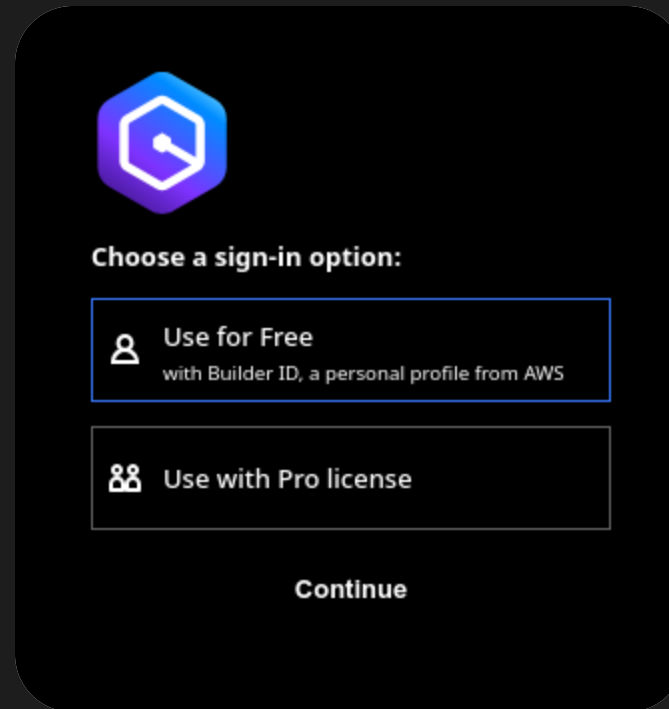 Choose a sign-in option:
Use for Free
with Builder ID, a personal profile from AWS
Use with Pro license
Continue